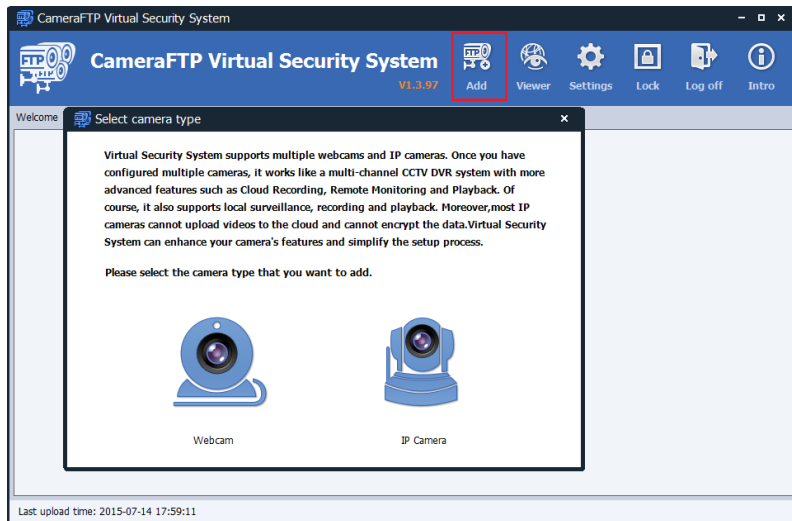 CameraFTP Virtual Security System
FTP
FTP
CameraFTP Virtual Security System
V1.3.97
FTP
Add
Viewer
Settings
Lock
Log off
Intro
Welcome
Select camera type
Virtual Security System supports multiple webcams and IP cameras. Once you have
configured multiple cameras, it works like a multi-channel CCTV DVR system with more
advanced features such as Cloud Recording, Remote Monitoring and Playback. Of
course, it also supports local surveillance, recording and playback. Moreover,most IP
cameras cannot upload videos to the cloud and cannot encrypt the data.Virtual Security
System can enhance your camera's features and simplify the setup process.
Please select the camera type that you want to add.
Webcam
IP Camera
Last upload time: 2015-07-14 17:59:11